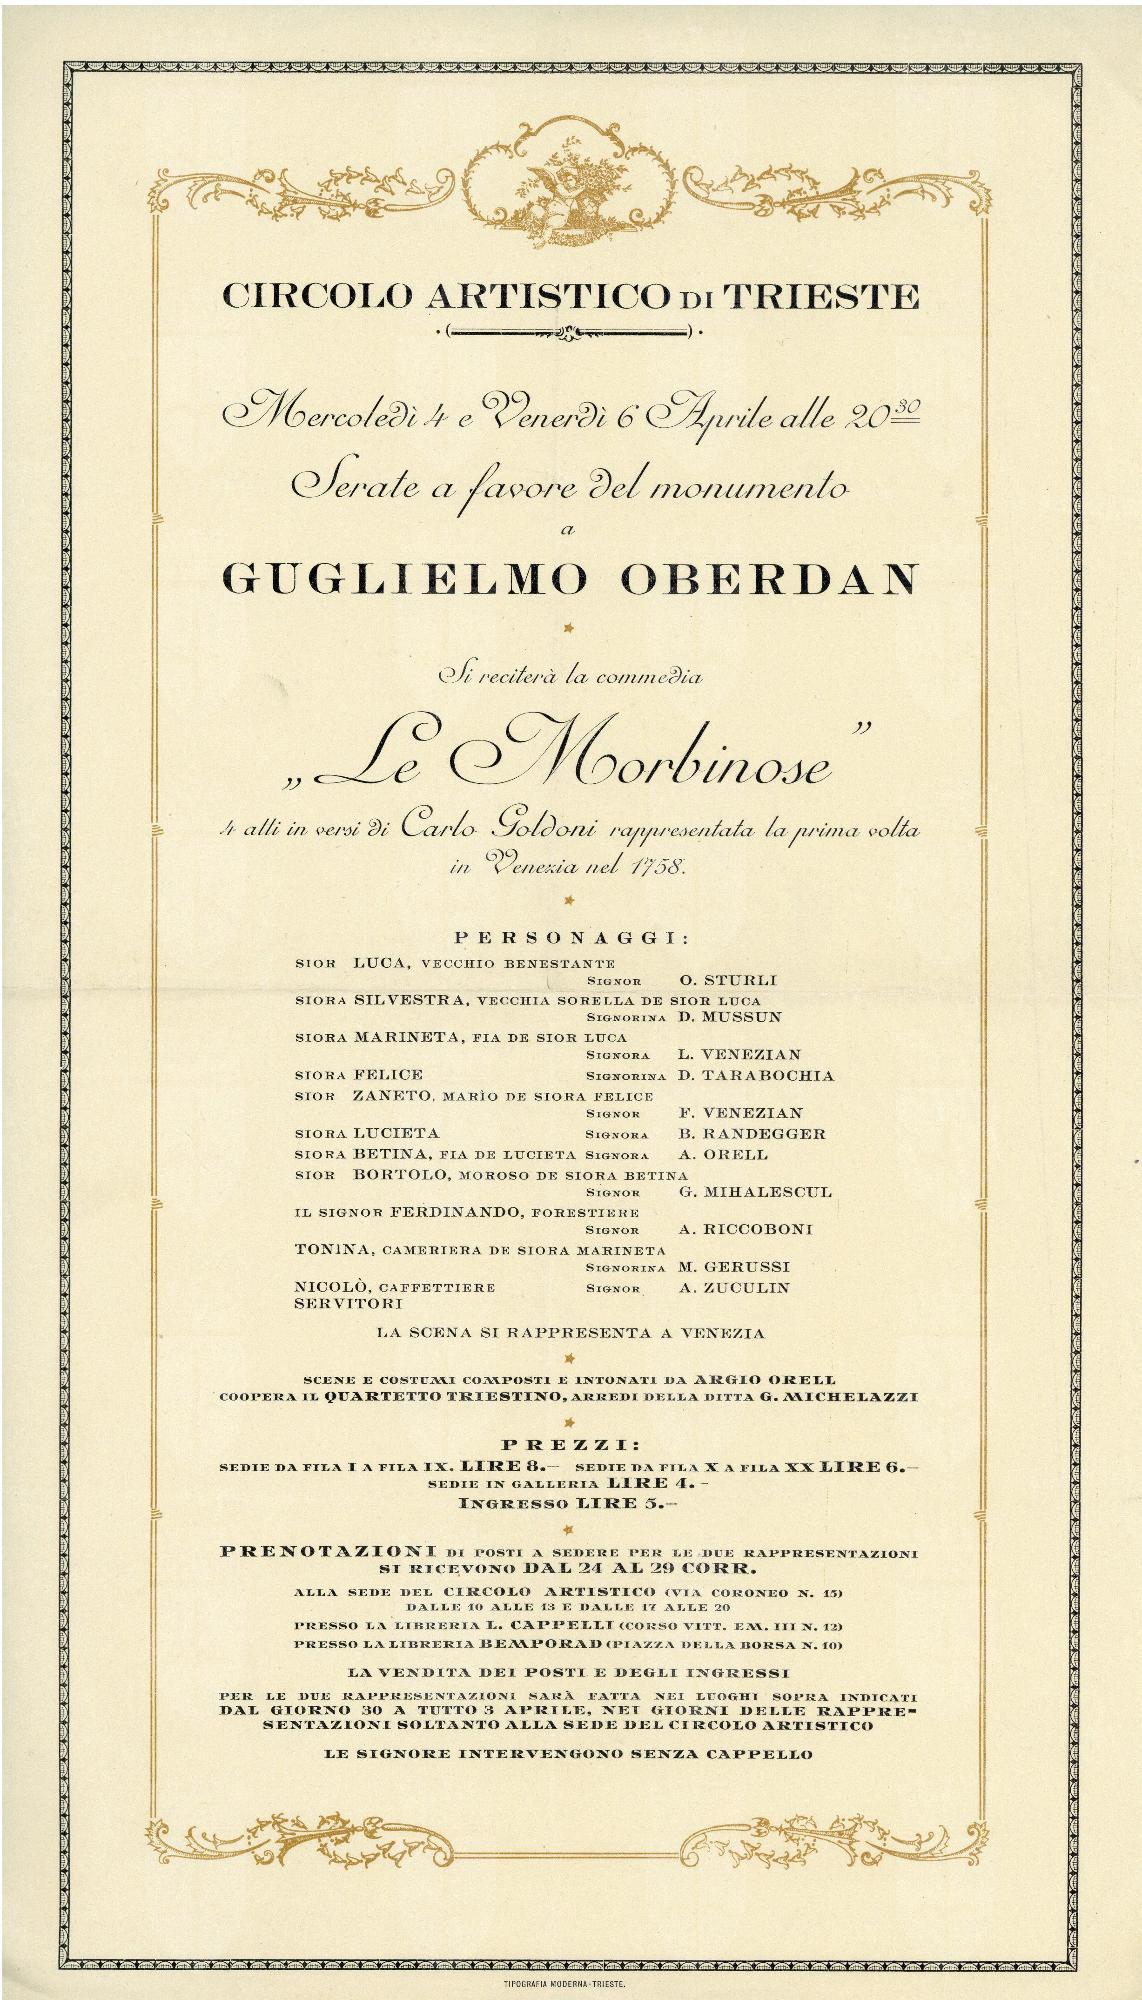 CIRCOLO ARTISTICO DI TRIESTE
Mercoledì 4 e Venerdì 6 Aprile alle 20³⁰
Serate a favore del monumento
a
GUGLIELMO OBERDAN
Si reciterà la commedia
„Le Morbinose”
4 atti in versi di Carlo Goldoni rappresentata la prima volta
in Venezia nel 1758.
PERSONAGGI:
SIOR LUCA, VECCHIO BENESTANTE
SIGNOR O. STURLI
SIORA SILVESTRA, VECCHIA SORELLA DE SIOR LUCA
SIGNORINA D. MUSSUN
SIORA MARINETA, FIA DE SIOR LUCA
SIGNORA L. VENEZIAN
SIORA FELICE SIGNORINA D. TARABOCHIA
SIOR ZANETO, MARÌO DE SIORA FELICE
SIGNOR F. VENEZIAN
SIORA LUCIETA SIGNORA B. RANDEGGER
SIORA BETINA, FIA DE LUCIETA SIGNORA A. ORELL
SIOR BORTOLO, MOROSO DE SIORA BETINA
SIGNOR G. MIHALESCUL
IL SIGNOR FERDINANDO, FORESTIERE
SIGNOR A. RICCOBONI
TONINA, CAMERIERA DE SIORA MARINETA
SIGNORINA M. GERUSSI
NICOLÒ, CAFFETTIERE SIGNOR A. ZUCULIN
SERVITORI
LA SCENA SI RAPPRESENTA A VENEZIA
SCENE E COSTUMI COMPOSTI E INTONATI DA ARGIO ORELL
COOPERA IL QUARTETTO TRIESTINO, ARREDI DELLA DITTA G. MICHELAZZI
PREZZI:
SEDIE DA FILA I A FILA IX. LIRE 8.— SEDIE DA FILA X A FILA XX LIRE 6.—
SEDIE IN GALLERIA LIRE 4. -
INGRESSO LIRE 5.—
PRENOTAZIONI DI POSTI A SEDERE PER LE DUE RAPPRESENTAZIONI
SI RICEVONO DAL 24 AL 29 CORR.
ALLA SEDE DEL CIRCOLO ARTISTICO (VIA CORONEO N. 15)
DALLE 10 ALLE 13 E DALLE 17 ALLE 20
PRESSO LA LIBRERIA L. CAPPELLI (CORSO VITT. EM. III N. 12)
PRESSO LA LIBRERIA BEMPORAD (PIAZZA DELLA BORSA N. 10)
LA VENDITA DEI POSTI E DEGLI INGRESSI
PER LE DUE RAPPRESENTAZIONI SARÀ FATTA NEI LUOGHI SOPRA INDICATI
DAL GIORNO 30 A TUTTO 3 APRILE, NEI GIORNI DELLE RAPPRE-
SENTAZIONI SOLTANTO ALLA SEDE DEL CIRCOLO ARTISTICO
LE SIGNORE INTERVENGONO SENZA CAPPELLO
TIPOGRAFIA MODERNA-TRIESTE.